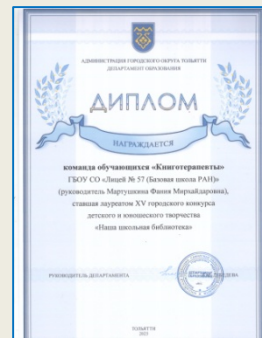 АДМИНИСТРАЦИЯ ГОРОДСКОГО ОКРУГА ТОЛЬЯТТИ
ДЕПАРТАМЕНТ ОБРАЗОВАНИЯ
ДИПЛОМ
НАГРАЖДАЕТСЯ
команда обучающихся «Книготерапевты»
ГБОУ СО «Лицей № 57 (Базовая школа РАН)»
(руководитель Мартушкина Фания Мирхайдаровна),
ставшая лауреатом XV городского конкурса
детского и юношеского творчества
«Наша школьная библиотека»
РУКОВОДИТЕЛЬ ДЕПАРТАМЕНТА
ТОЛЬЯТТИ